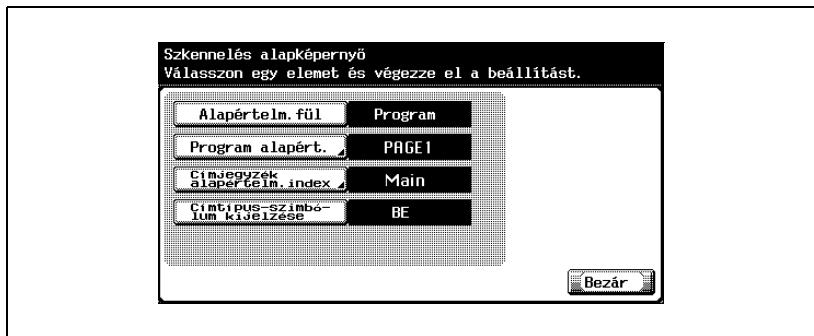 Szkennelés alapképernyő
Válasszon egy elemet és végezze el a beállítást.
Alapértelm.fül Program
Program alapért. PAGE1
Címjegyzék
alapértelm.index Main
Címtípus-szimbó-
lum kijelzése BE
Bezár